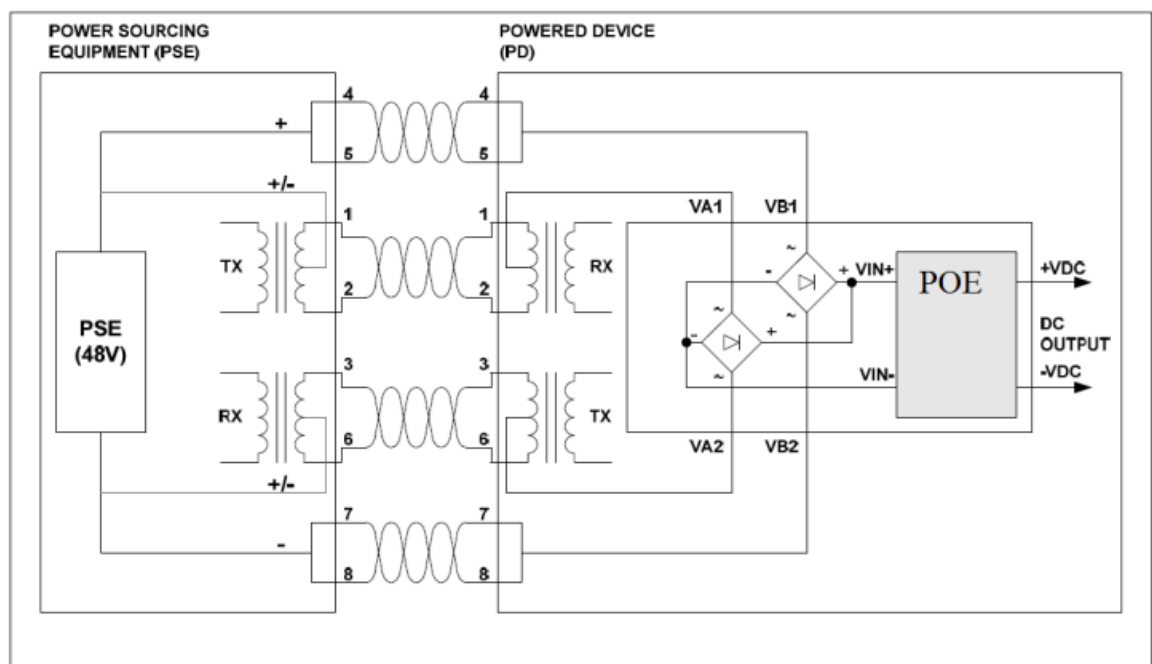 POWER SOURCING
EQUIPMENT (PSE)
POWERED DEVICE
(PD)
4
4
+
5
5
+/-
1
1
VA1
VB1
TX
RX
~
-
+
VIN+
POE
+VDC
2
2
~
~
PSE
(48V)
-
+
DC
OUTPUT
3
3
~
VIN-
-VDC
RX
TX
6
6
VA2
VB2
+/-
7
7
-
8
8